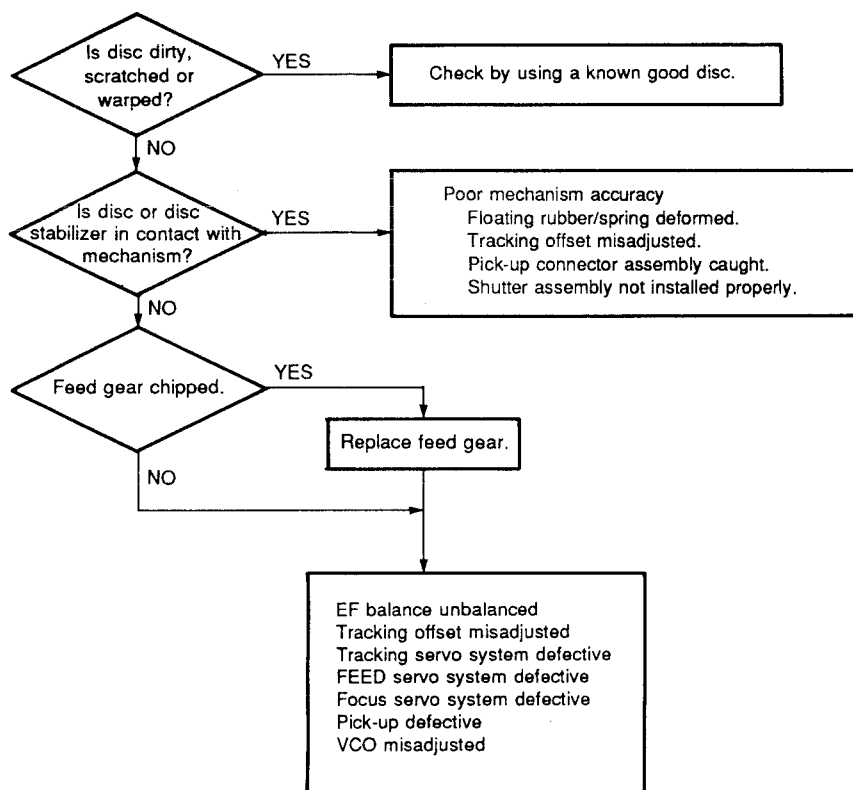 Is disc dirty,
scratched or
warped?
YES
Check by using a known good disc.
NO
Is disc or disc
stabilizer in contact with
mechanism?
YES
Poor mechanism accuracy
Floating rubber/spring deformed.
Tracking offset misadjusted.
Pick-up connector assembly caught.
Shutter assembly not installed properly.
NO
Feed gear chipped.
YES
Replace feed gear.
NO
EF balance unbalanced
Tracking offset misadjusted
Tracking servo system defective
FEED servo system defective
Focus servo system defective
Pick-up defective
VCO misadjusted